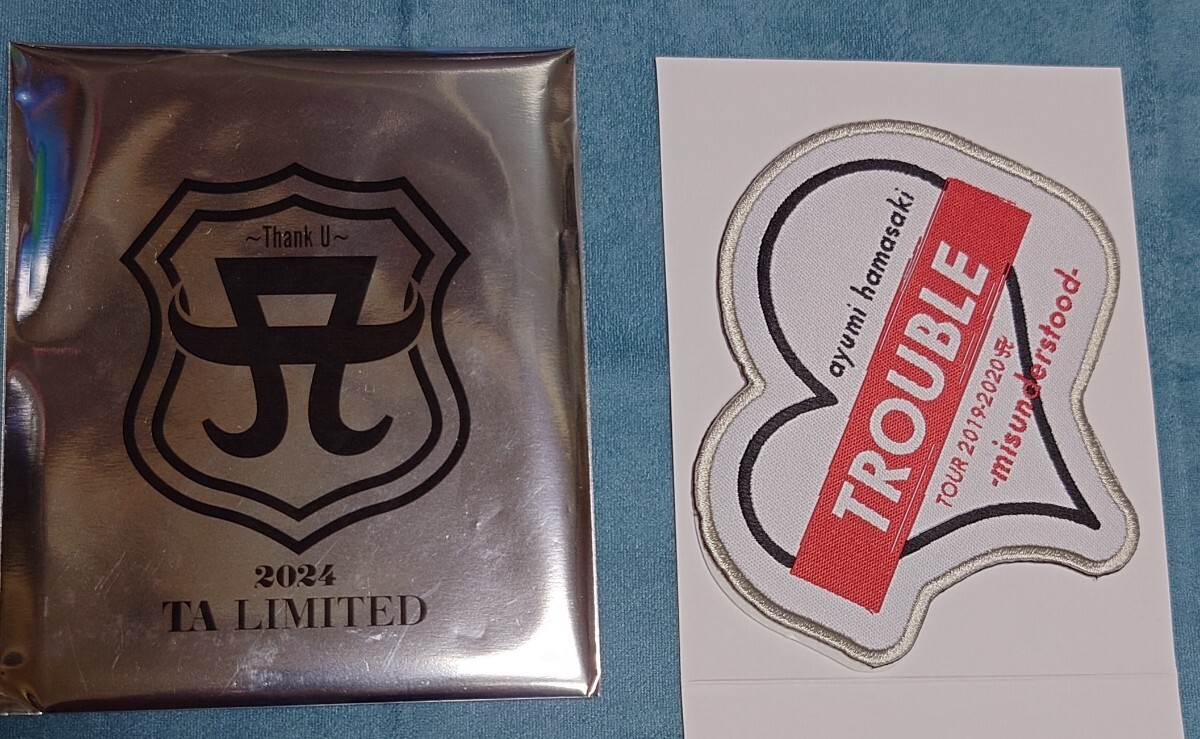 ~Thank U~
2024
TA LIMITED
ayumi hamasaki
TROUBLE
TOUR 2019-2020 A
-misunderstood-